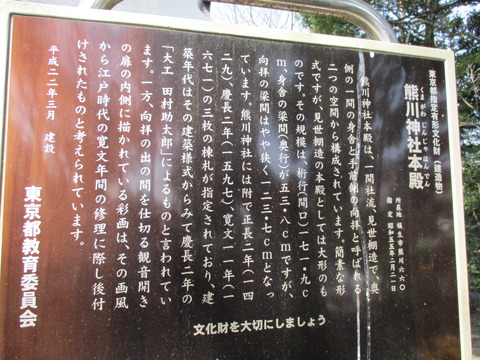 東京都指定有形文化財（建造物）
くまがわ じんじゃ ほんでん
熊川神社本殿
所在地 福生市熊川六六〇
指定 昭和五五年二月二一日
熊川神社本殿は、一間社流、見世棚造で、奥
側の一間の身舎と手前側の向拝と呼ばれる
二つの空間から構成されています。簡素な形
式ですが、見世棚造の本殿としては大形のも
のです。その規模は、桁行（間口）一七一・九ｃ
ｍ、身舎の梁間（奥行）が五三・八ｃｍですが、
向拝の梁間はやや狭く一二三・七ｃｍとなっ
ています。熊川神社には附で正長二年（一四
二九）、慶長二年（一五九七）、寛文一一年（一
六七一）の三枚の棟札が指定されており、建
築年代はその建築様式からみて慶長二年の
「大工 田村助太郎」によるものと言われてい
ます。一方、向拝の出の間を仕切る観音開き
の扉の内側に描かれている彩画は、その画風
から江戸時代の寛文年間の修理に際し後付
けされたものと考えられています。
平成二二年三月 建設
東京都教育委員会
文化財を大切にしましょう